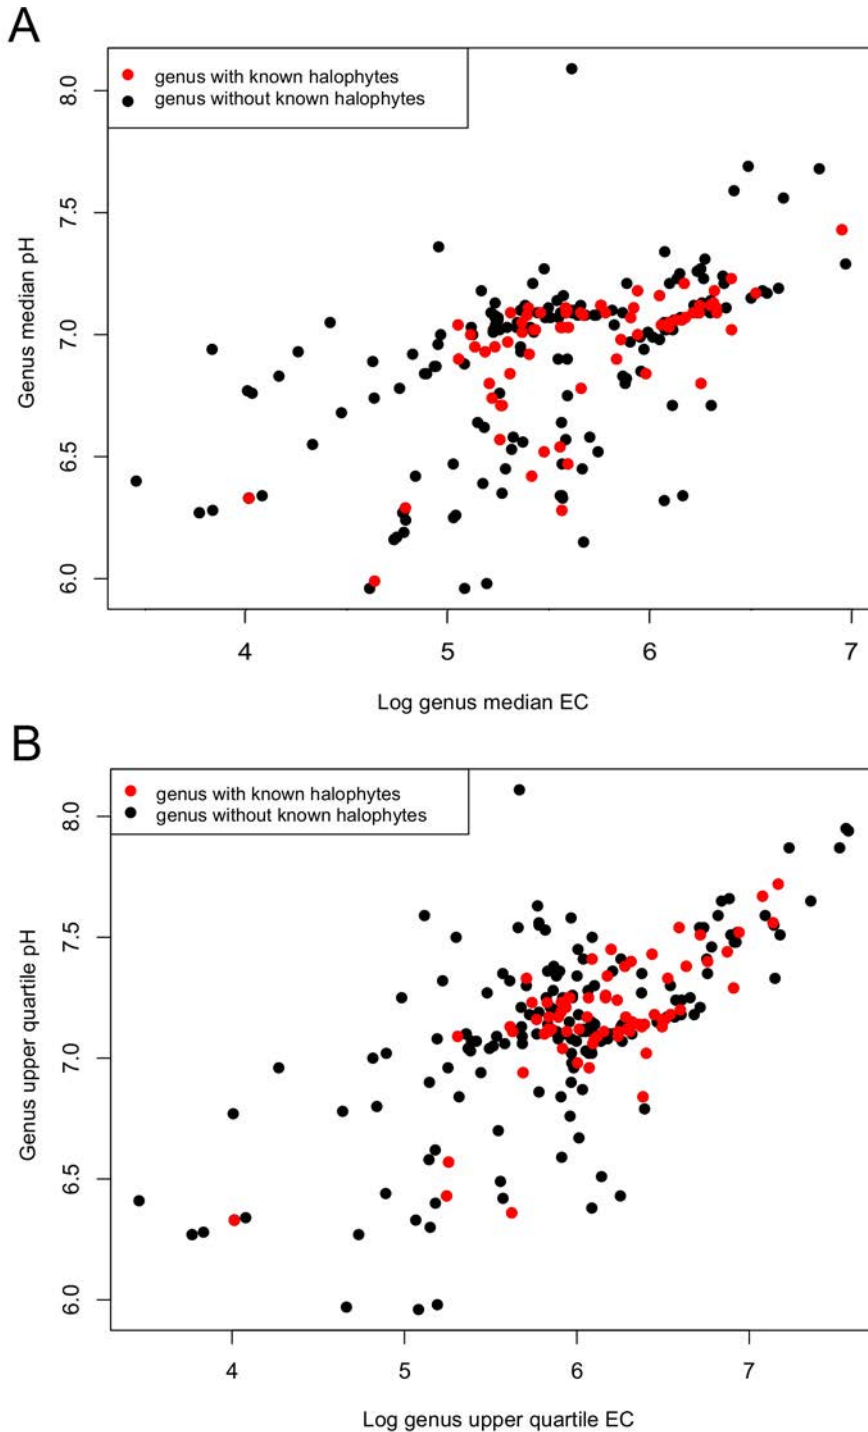 A
genus with known halophytes
genus without known halophytes
8.0
7.5
7.0
6.5
6.0
Genus median pH
4 5 6 7
Log genus median EC
B
genus with known halophytes
genus without known halophytes
8.0
7.5
7.0
6.5
6.0
Genus upper quartile pH
4 5 6 7
Log genus upper quartile EC